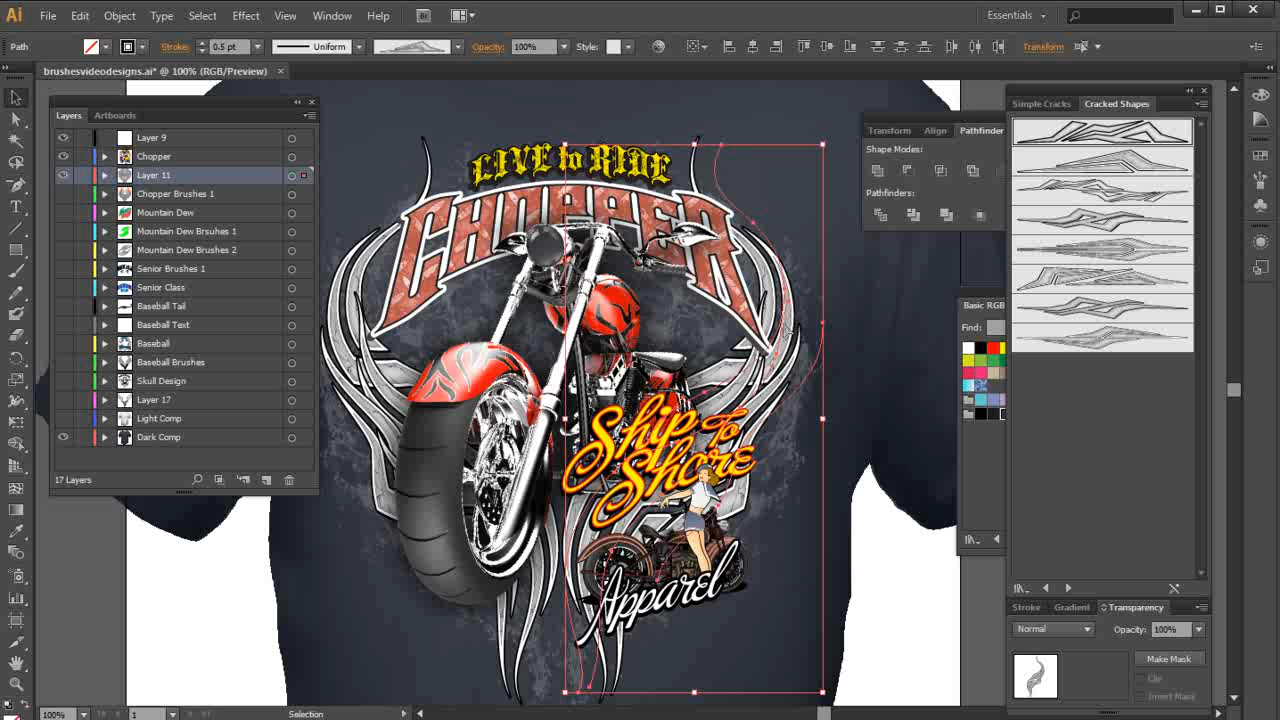 Ai File Edit Object Type Select Effect View Window Help Br Essentials
Path Stroke: 0.5 pt Uniform Opacity: 100% Style: Transform
brushesvideodesigns.ai* @ 100% (RGB/Preview) ×
Layers Artboards
Layer 9
Chopper
Layer 11
Chopper Brushes 1
Mountain Dew
Mountain Dew Brsuhes 1
Mountain Dew Brsuhes 2
Senior Brushes 1
Senior Class
Baseball Tail
Baseball Text
Baseball
Baseball Brushes
Skull Design
Layer 17
Light Comp
Dark Comp
17 Layers
LIVE to RIDE
CHOPPER
Ship To
Shore
Apparel
Transform Align Pathfinder
Shape Modes:
Pathfinders:
Basic RGB
Find:
Simple Cracks Cracked Shapes
Stroke Gradient Transparency
Normal Opacity: 100%
Make Mask
Clip
Invert Mask
100% 1 Selection